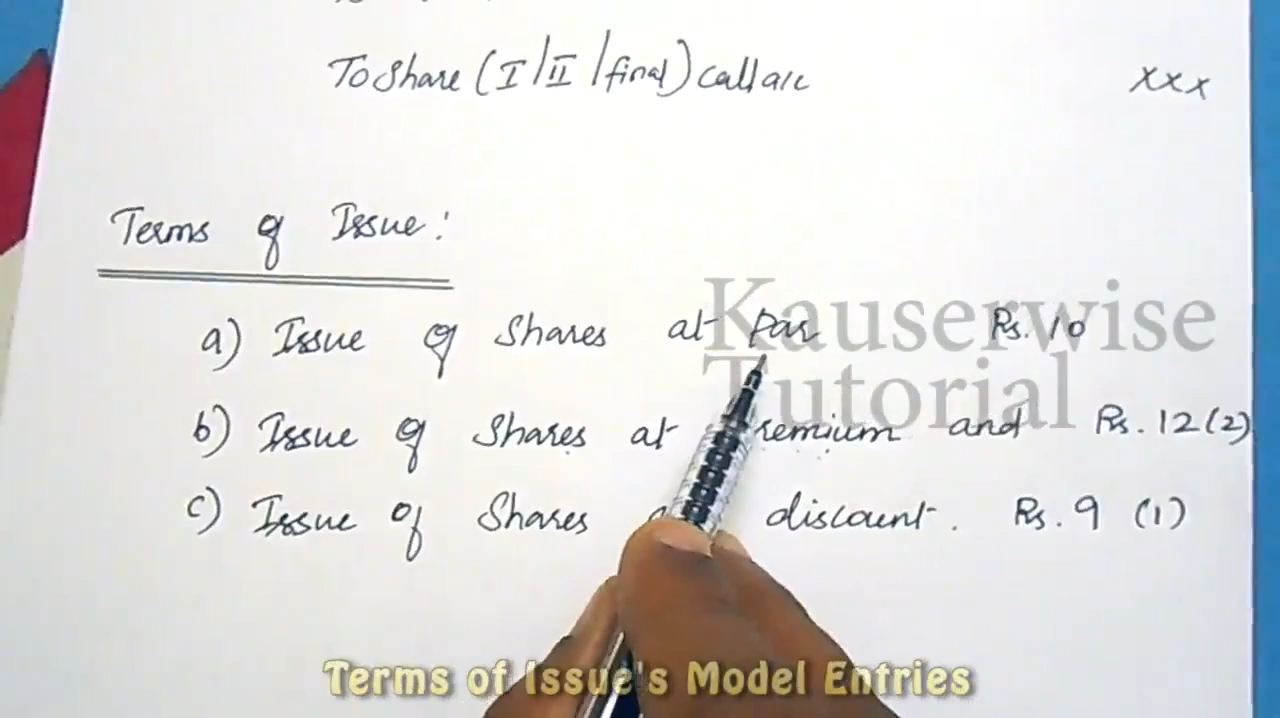 To Share (I/II/final) call a/c xxx
Terms of Issue:
a) Issue of Shares at Par Rs. 10
b) Issue of Shares at Premium and Rs. 12 (2)
c) Issue of Shares discount. Rs. 9 (1)
Kauserwise
Tutorial
Terms of Issue's Model Entries